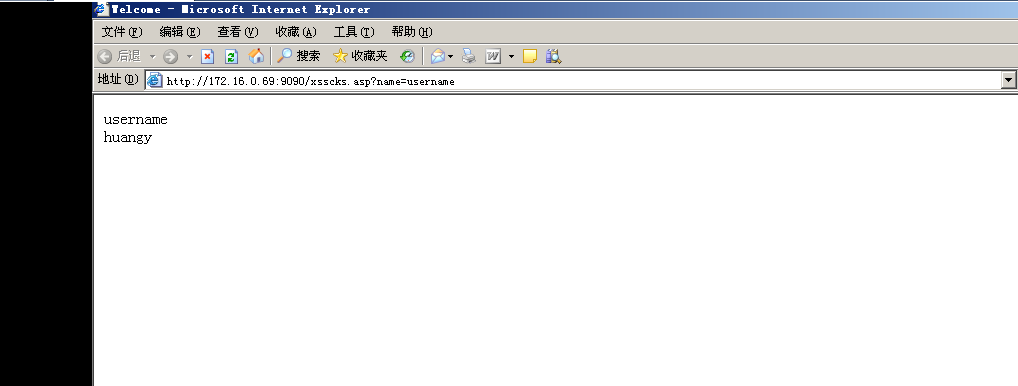 Welcome - Microsoft Internet Explorer
文件(F) 编辑(E) 查看(V) 收藏(A) 工具(T) 帮助(H)
后退 搜索 收藏夹 W
地址(D) http://172.16.0.69:9090/xsscks.asp?name=username
username
huangy